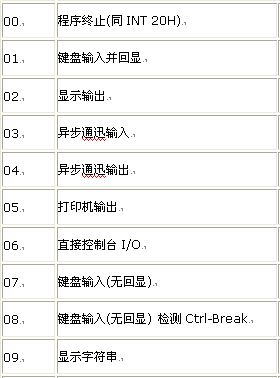 00 程序终止(同 INT 20H)
01 键盘输入并回显
02 显示输出
03 异步通迅输入
04 异步通迅输出
05 打印机输出
06 直接控制台 I/O
07 键盘输入(无回显)
08 键盘输入(无回显) 检测 Ctrl-Break
09 显示字符串